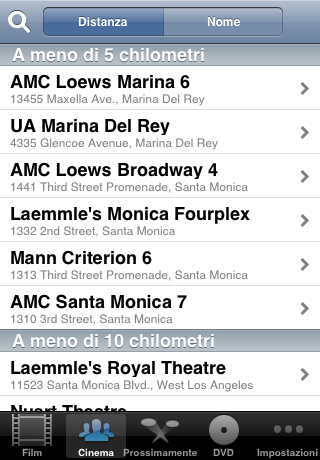 Distanza
Nome
A meno di 5 chilometri
AMC Loews Marina 6
13455 Maxella Ave., Marina Del Rey
UA Marina Del Rey
4335 Glencoe Avenue, Marina Del Rey
AMC Loews Broadway 4
1441 Third Street Promenade, Santa Monica
Laemmle's Monica Fourplex
1332 2nd Street, Santa Monica
Mann Criterion 6
1313 Third Street Promenade, Santa Monica
AMC Santa Monica 7
1310 3rd Street, Santa Monica
A meno di 10 chilometri
Laemmle's Royal Theatre
11523 Santa Monica Blvd., West Los Angeles
Nuart Theatre
Film
Cinema
Prossimamente
DVD
Impostazioni